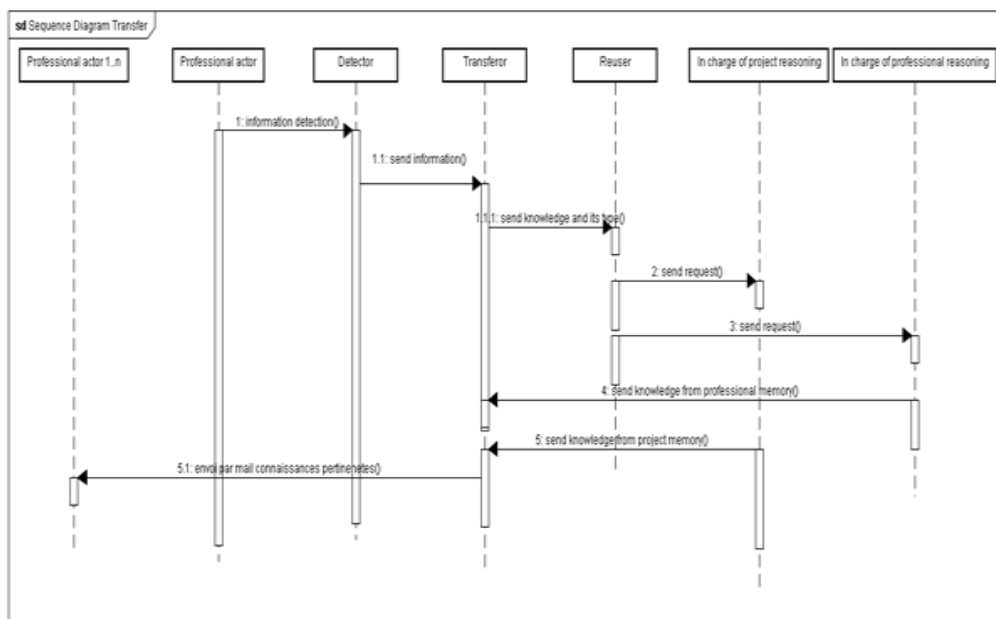 sd Sequence Diagram Transfer
Professional actor 1..n
Professional actor
Detector
Transferor
Reuser
In charge of project reasoning
In charge of professional reasoning
1: information detection()
1.1: send information()
1.1.1: send knowledge and its type()
2: send request()
3: send request()
4: send knowledge from professional memory()
5: send knowledge from project memory()
5.1: envoi par mail connaissances pertinenetes()